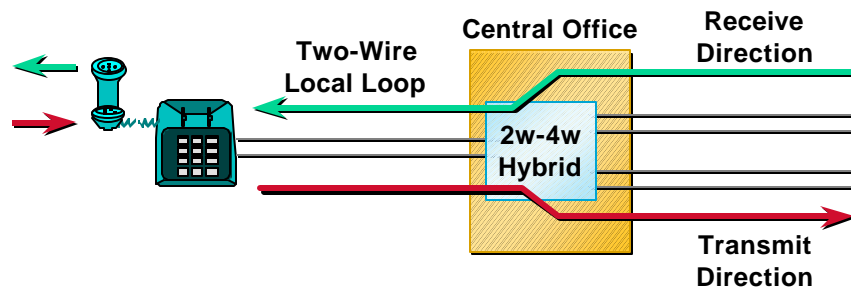 Central Office
Receive
Direction
Two-Wire
Local Loop
2w-4w
Hybrid
Transmit
Direction